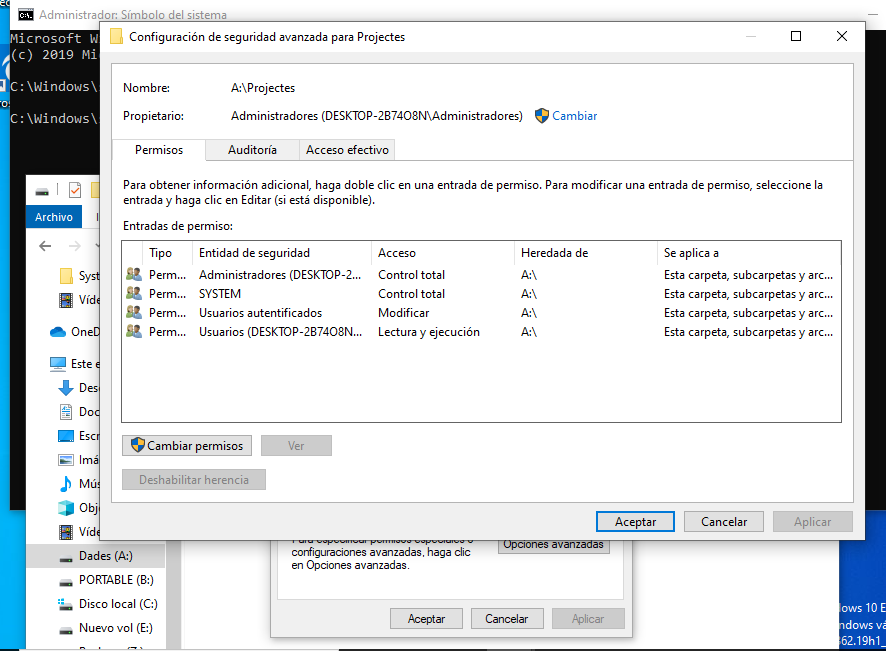 Administrador: Símbolo del sistema
Microsoft W
(c) 2019 Mi
C:\Windows\
C:\Windows\
Configuración de seguridad avanzada para Projectes
Nombre: A:\Projectes
Propietario: Administradores (DESKTOP-2B74O8N\Administradores) Cambiar
Permisos Auditoría Acceso efectivo
Para obtener información adicional, haga doble clic en una entrada de permiso. Para modificar una entrada de permiso, seleccione la
entrada y haga clic en Editar (si está disponible).
Entradas de permiso:
Tipo Entidad de seguridad Acceso Heredada de Se aplica a
Perm... Administradores (DESKTOP-2... Control total A:\ Esta carpeta, subcarpetas y arc...
Perm... SYSTEM Control total A:\ Esta carpeta, subcarpetas y arc...
Perm... Usuarios autentificados Modificar A:\ Esta carpeta, subcarpetas y arc...
Perm... Usuarios (DESKTOP-2B74O8N... Lectura y ejecución A:\ Esta carpeta, subcarpetas y arc...
Cambiar permisos Ver
Deshabilitar herencia
Aceptar Cancelar Aplicar
Archivo
Syst
Víde
OneD
Este e
Desc
Doc
Escri
Imá
Mús
Obj
Víde
Dades (A:)
PORTABLE (B:)
Disco local (C:)
Nuevo vol (E:)
Para especificar permisos especiales o
configuraciones avanzadas, haga clic
en Opciones avanzadas.
Opciones avanzadas
Aceptar Cancelar Aplicar
dows 10 E
ndows vá
362.19h1_